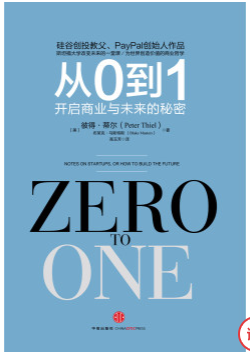 硅谷创投教父、PayPal创始人作品
斯坦福大学改变未来的一堂课,为世界创造价值的商业哲学
从0到1
开启商业与未来的秘密
[美] 彼得·蒂尔(Peter Thiel)
布莱克·马斯特斯(Blake Masters) 著
高玉芳 译
NOTES ON STARTUPS, OR HOW TO BUILD THE FUTURE
ZERO
TO
ONE
中信出版社·CHINA CITIC PRESS